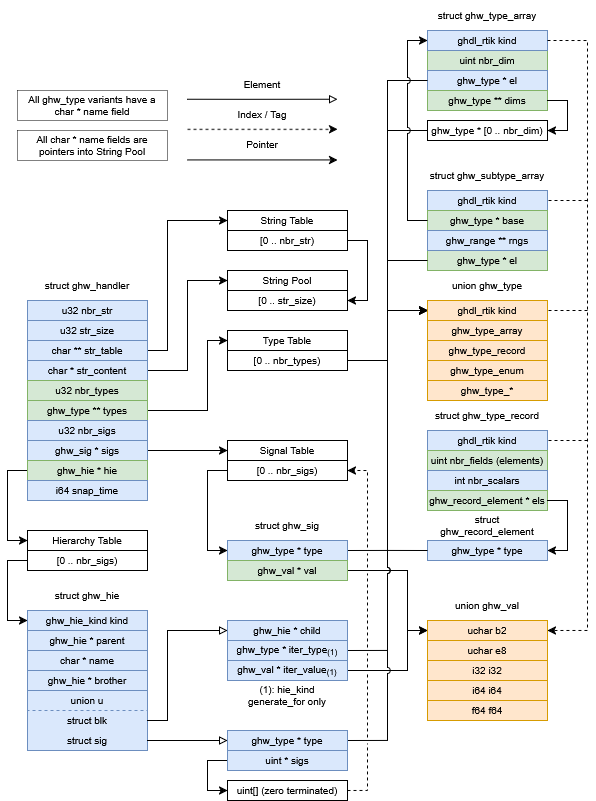 struct ghw_type_array
ghdl_rtik kind
uint nbr_dim
ghw_type * el
ghw_type ** dims
ghw_type * [0 .. nbr_dim)
Element
Index / Tag
Pointer
All ghw_type variants have a
char * name field
All char * name fields are
pointers into String Pool
struct ghw_subtype_array
ghdl_rtik kind
ghw_type * base
ghw_range ** rngs
ghw_type * el
String Table
[0 .. nbr_str)
String Pool
[0 .. str_size)
Type Table
[0 .. nbr_types)
struct ghw_handler
u32 nbr_str
u32 str_size
char ** str_table
char * str_content
u32 nbr_types
ghw_type ** types
u32 nbr_sigs
ghw_sig * sigs
ghw_hie * hie
i64 snap_time
union ghw_type
ghdl_rtik kind
ghw_type_array
ghw_type_record
ghw_type_enum
ghw_type_*
struct ghw_type_record
ghdl_rtik kind
uint nbr_fields (elements)
int nbr_scalars
ghw_record_element * els
struct
ghw_record_element
ghw_type * type
Signal Table
[0 .. nbr_sigs)
struct ghw_sig
ghw_type * type
ghw_val * val
Hierarchy Table
[0 .. nbr_sigs)
struct ghw_hie
ghw_hie_kind kind
ghw_hie * parent
char * name
ghw_hie * brother
union u
struct blk
struct sig
ghw_hie * child
ghw_type * iter_type(1)
ghw_val * iter_value(1)
(1): hie_kind
generate_for only
ghw_type * type
uint * sigs
uint[] (zero terminated)
union ghw_val
uchar b2
uchar e8
i32 i32
i64 i64
f64 f64